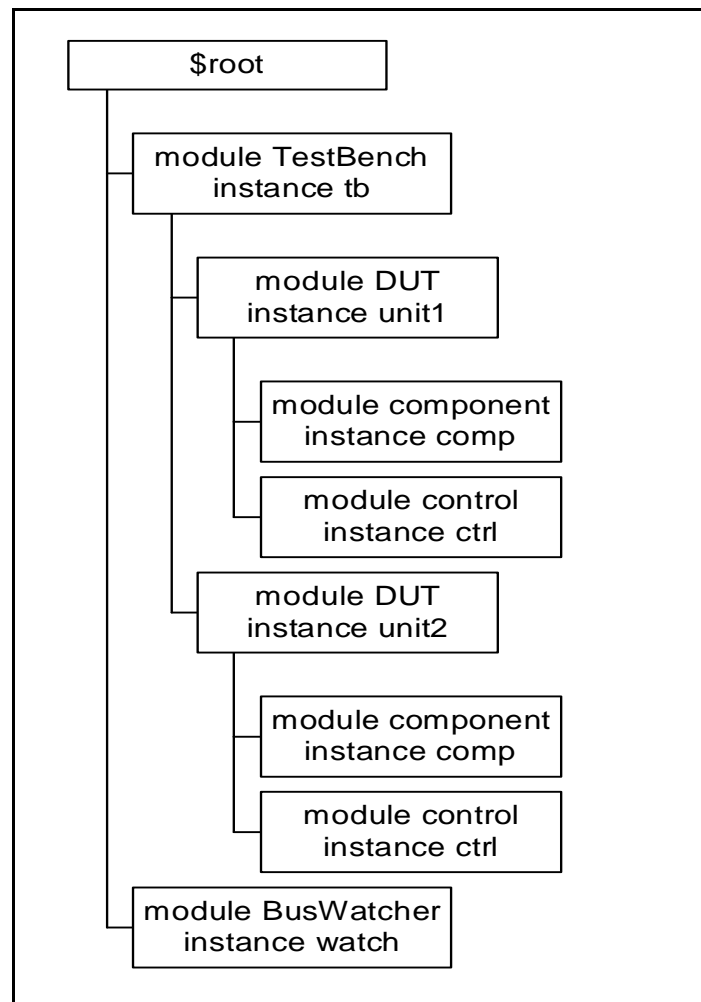 $root
module TestBench
instance tb
module DUT
instance unit1
module component
instance comp
module control
instance ctrl
module DUT
instance unit2
module component
instance comp
module control
instance ctrl
module BusWatcher
instance watch